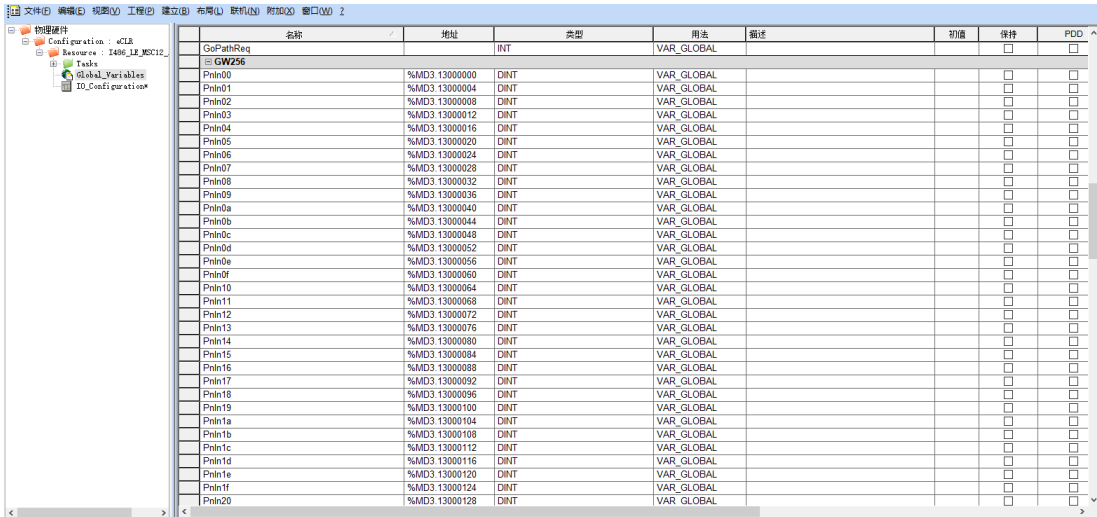 文件(F) 编辑(E) 视图(V) 工程(P) 建立(B) 布局(L) 联机(N) 附加(X) 窗口(W) ?
物理硬件
Configuration : eCLR
Resource : I486_LE_MSC12_
Tasks
Global_Variables
IO_Configuration*
名称 地址 类型 用法 描述 初值 保持 PDD
GoPathReq INT VAR_GLOBAL
GW256
PnIn00 %MD3.13000000 DINT VAR_GLOBAL
PnIn01 %MD3.13000004 DINT VAR_GLOBAL
PnIn02 %MD3.13000008 DINT VAR_GLOBAL
PnIn03 %MD3.13000012 DINT VAR_GLOBAL
PnIn04 %MD3.13000016 DINT VAR_GLOBAL
PnIn05 %MD3.13000020 DINT VAR_GLOBAL
PnIn06 %MD3.13000024 DINT VAR_GLOBAL
PnIn07 %MD3.13000028 DINT VAR_GLOBAL
PnIn08 %MD3.13000032 DINT VAR_GLOBAL
PnIn09 %MD3.13000036 DINT VAR_GLOBAL
PnIn0a %MD3.13000040 DINT VAR_GLOBAL
PnIn0b %MD3.13000044 DINT VAR_GLOBAL
PnIn0c %MD3.13000048 DINT VAR_GLOBAL
PnIn0d %MD3.13000052 DINT VAR_GLOBAL
PnIn0e %MD3.13000056 DINT VAR_GLOBAL
PnIn0f %MD3.13000060 DINT VAR_GLOBAL
PnIn10 %MD3.13000064 DINT VAR_GLOBAL
PnIn11 %MD3.13000068 DINT VAR_GLOBAL
PnIn12 %MD3.13000072 DINT VAR_GLOBAL
PnIn13 %MD3.13000076 DINT VAR_GLOBAL
PnIn14 %MD3.13000080 DINT VAR_GLOBAL
PnIn15 %MD3.13000084 DINT VAR_GLOBAL
PnIn16 %MD3.13000088 DINT VAR_GLOBAL
PnIn17 %MD3.13000092 DINT VAR_GLOBAL
PnIn18 %MD3.13000096 DINT VAR_GLOBAL
PnIn19 %MD3.13000100 DINT VAR_GLOBAL
PnIn1a %MD3.13000104 DINT VAR_GLOBAL
PnIn1b %MD3.13000108 DINT VAR_GLOBAL
PnIn1c %MD3.13000112 DINT VAR_GLOBAL
PnIn1d %MD3.13000116 DINT VAR_GLOBAL
PnIn1e %MD3.13000120 DINT VAR_GLOBAL
PnIn1f %MD3.13000124 DINT VAR_GLOBAL
PnIn20 %MD3.13000128 DINT VAR_GLOBAL